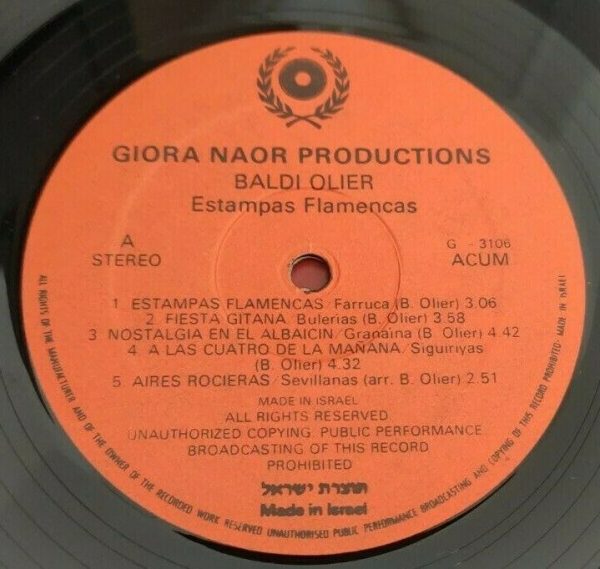 GIORA NAOR PRODUCTIONS
BALDI OLIER
Estampas Flamencas
A
STEREO
G - 3106
ACUM
1. ESTAMPAS FLAMENCAS. Farruca (B. Olier) 3.06
2. FIESTA GITANA. Bulerias (B. Olier) 3.58
3. NOSTALGIA EN EL ALBAICIN. Granaina (B. Olier) 4.42
4. A LAS CUATRO DE LA MAÑANA. Siguiriyas
(B. Olier) 4.32
5. AIRES ROCIERAS. Sevillanas (arr. B. Olier) 2.51
MADE IN ISRAEL
ALL RIGHTS RESERVED.
UNAUTHORIZED COPYING. PUBLIC PERFORMANCE.
BROADCASTING OF THIS RECORD
PROHIBITED
תוצרת ישראל
Made in Israel
ALL RIGHTS OF THE MANUFACTURER AND OF THE OWNER OF THE RECORDED WORK RESERVED UNAUTHORISED PUBLIC PERFORMANCE BROADCASTING AND COPYING OF THIS RECORD PROHIBITED · MADE IN ISRAEL